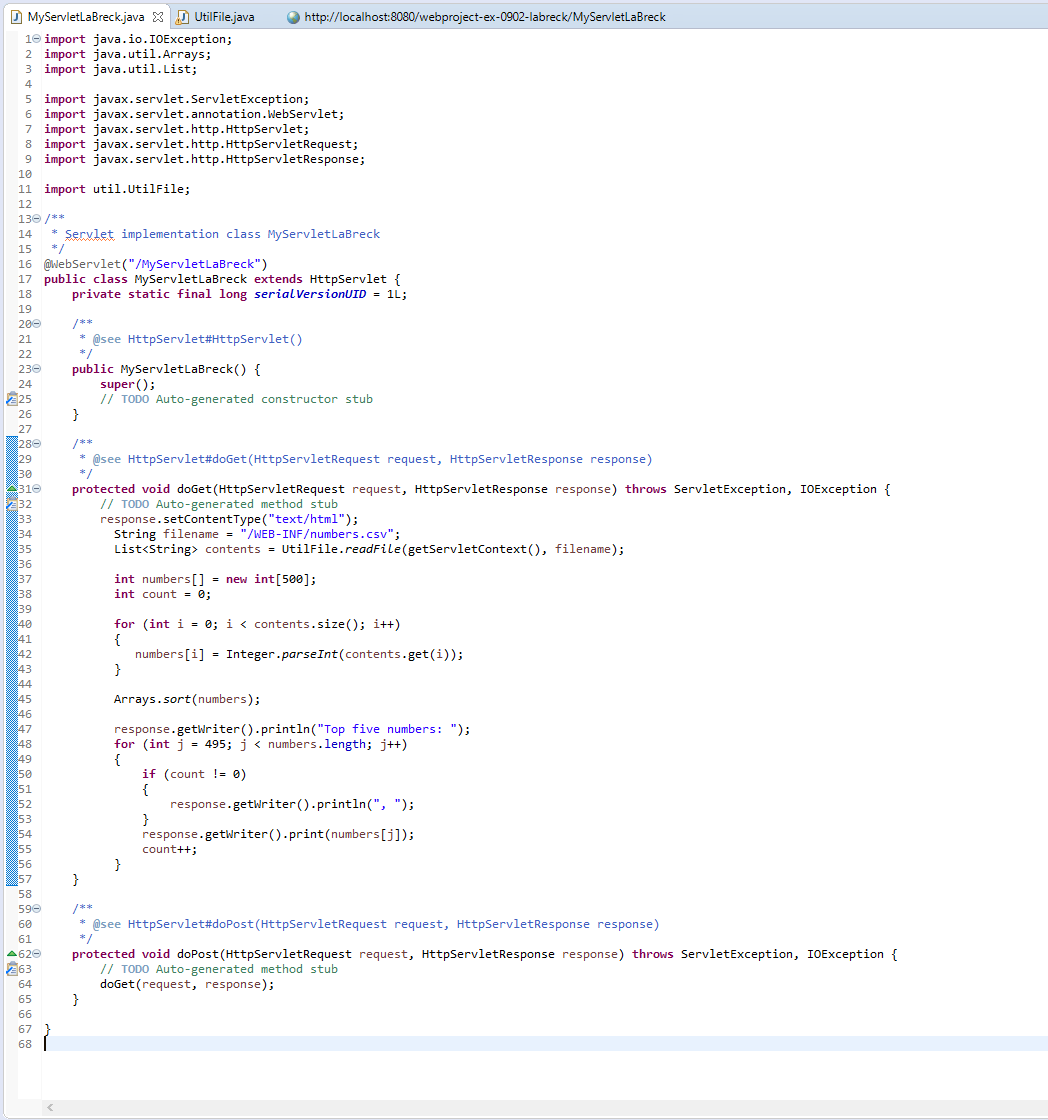 MyServletLaBreck.java UtilFile.java http://localhost:8080/webproject-ex-0902-labreck/MyServletLaBreck
1 import java.io.IOException;
2 import java.util.Arrays;
3 import java.util.List;
4
5 import javax.servlet.ServletException;
6 import javax.servlet.annotation.WebServlet;
7 import javax.servlet.http.HttpServlet;
8 import javax.servlet.http.HttpServletRequest;
9 import javax.servlet.http.HttpServletResponse;
10
11 import util.UtilFile;
12
13 /**
14  * Servlet implementation class MyServletLaBreck
15  */
16 @WebServlet("/MyServletLaBreck")
17 public class MyServletLaBreck extends HttpServlet {
18     private static final long serialVersionUID = 1L;
19
20     /**
21      * @see HttpServlet#HttpServlet()
22      */
23     public MyServletLaBreck() {
24         super();
25         // TODO Auto-generated constructor stub
26     }
27
28     /**
29      * @see HttpServlet#doGet(HttpServletRequest request, HttpServletResponse response)
30      */
31     protected void doGet(HttpServletRequest request, HttpServletResponse response) throws ServletException, IOException {
32         // TODO Auto-generated method stub
33         response.setContentType("text/html");
34           String filename = "/WEB-INF/numbers.csv";
35           List<String> contents = UtilFile.readFile(getServletContext(), filename);
36
37           int numbers[] = new int[500];
38           int count = 0;
39
40           for (int i = 0; i < contents.size(); i++)
41           {
42              numbers[i] = Integer.parseInt(contents.get(i));
43           }
44
45           Arrays.sort(numbers);
46
47           response.getWriter().println("Top five numbers: ");
48           for (int j = 495; j < numbers.length; j++)
49           {
50               if (count != 0)
51               {
52                   response.getWriter().println(", ");
53               }
54               response.getWriter().print(numbers[j]);
55               count++;
56           }
57     }
58
59     /**
60      * @see HttpServlet#doPost(HttpServletRequest request, HttpServletResponse response)
61      */
62     protected void doPost(HttpServletRequest request, HttpServletResponse response) throws ServletException, IOException {
63         // TODO Auto-generated method stub
64         doGet(request, response);
65     }
66
67 }
68